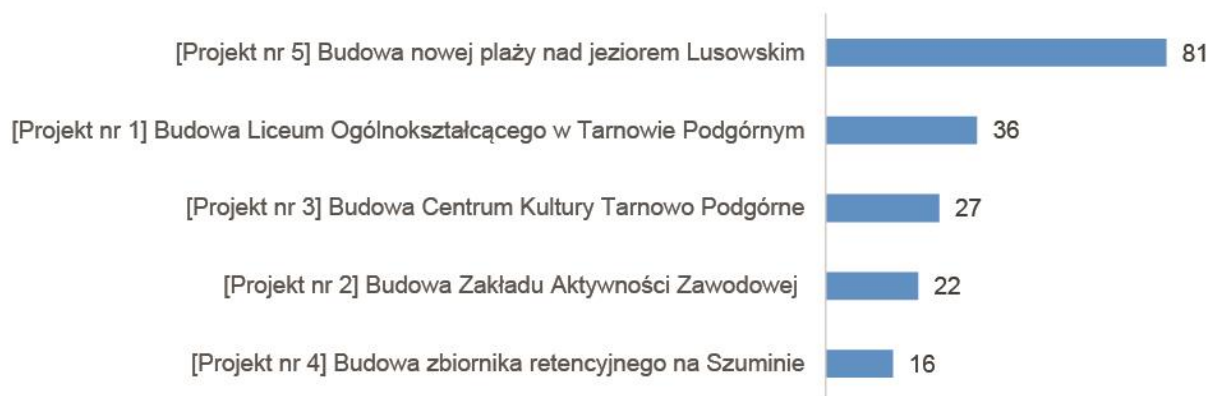 [Projekt nr 5] Budowa nowej plaży nad jeziorem Lusowskim 81
[Projekt nr 1] Budowa Liceum Ogólnokształcącego w Tarnowie Podgórnym 36
[Projekt nr 3] Budowa Centrum Kultury Tarnowo Podgórne 27
[Projekt nr 2] Budowa Zakładu Aktywności Zawodowej 22
[Projekt nr 4] Budowa zbiornika retencyjnego na Szuminie 16